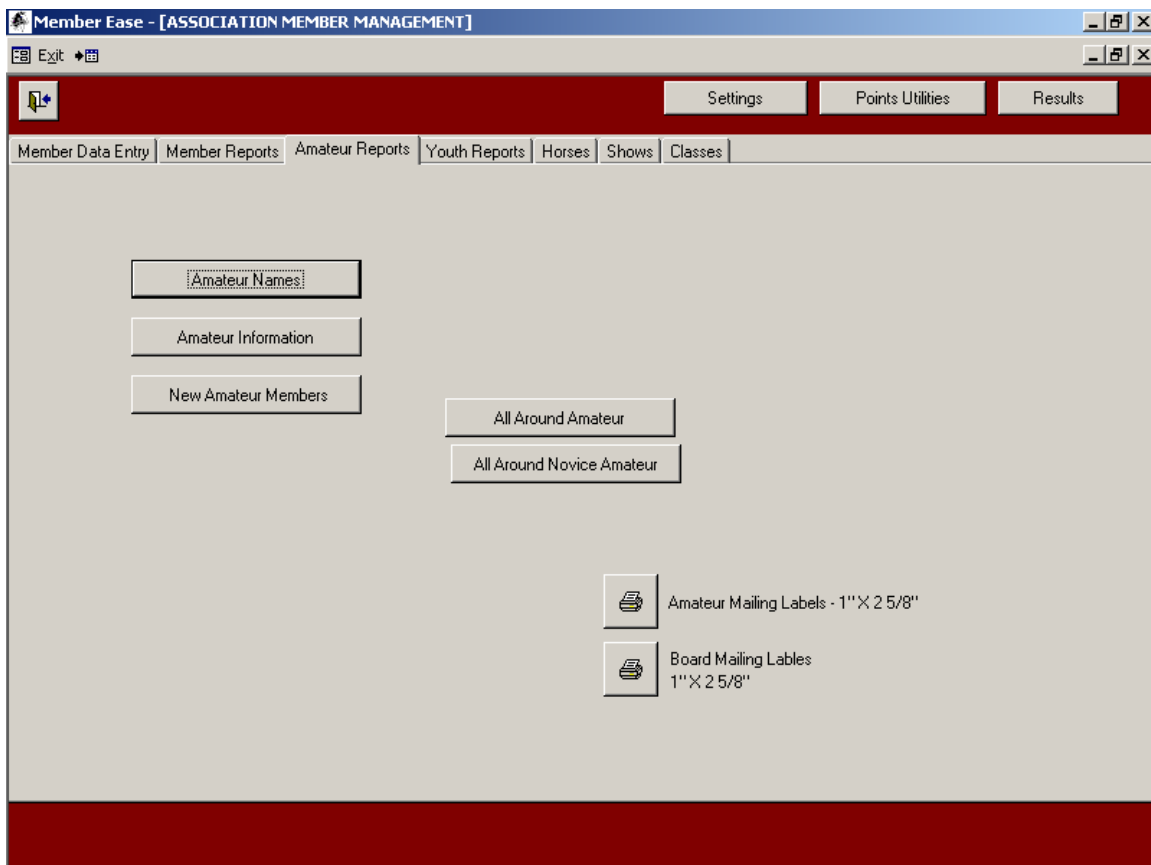 Member Ease - [ASSOCIATION MEMBER MANAGEMENT]
Exit
Settings
Points Utilities
Results
Member Data Entry
Member Reports
Amateur Reports
Youth Reports
Horses
Shows
Classes
Amateur Names
Amateur Information
New Amateur Members
All Around Amateur
All Around Novice Amateur
Amateur Mailing Labels - 1" X 2 5/8"
Board Mailing Lables
1" X 2 5/8"